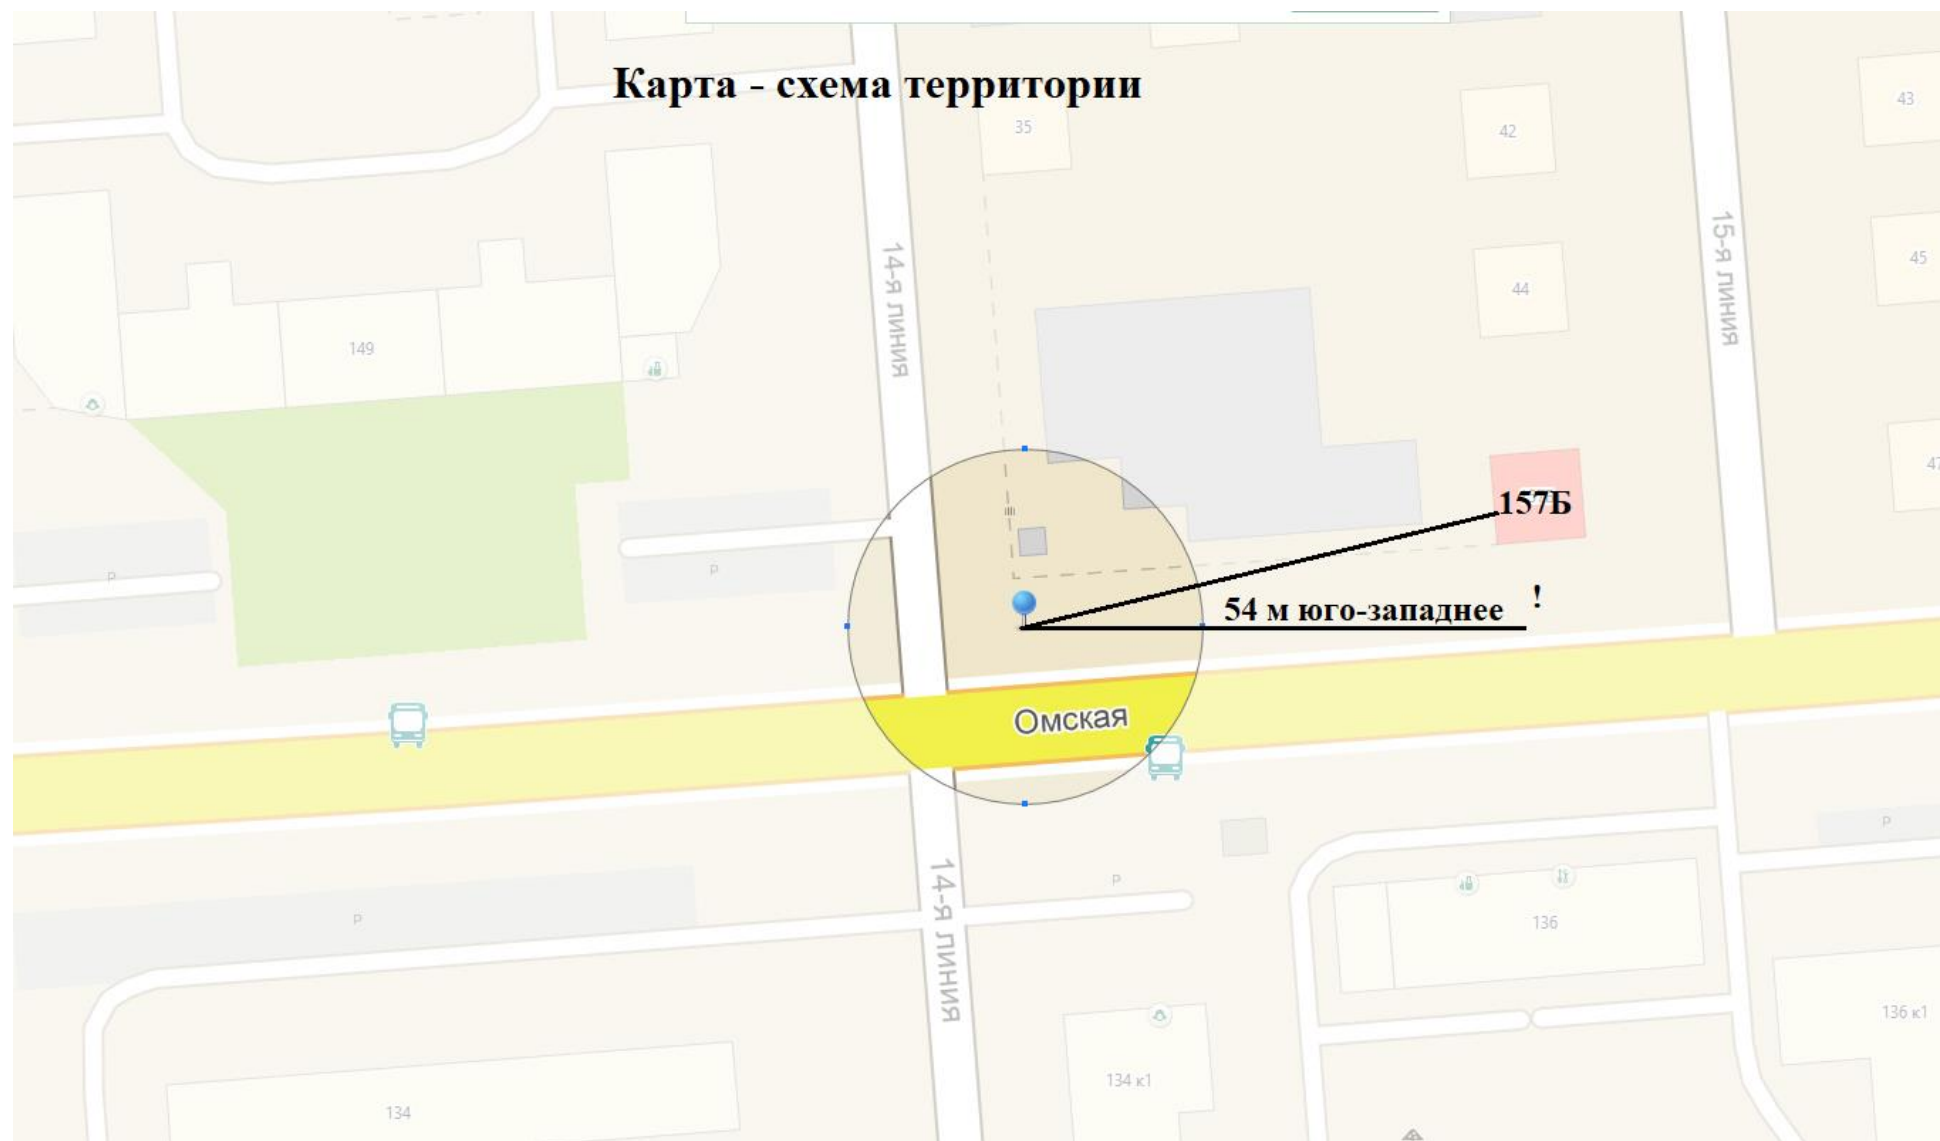 Карта - схема территории
35
42
43
14-я линия
15-я линия
44
45
149
47
157Б
P
P
54 м юго-западнее !
Омская
P
P
P
14-я линия
136
136 к1
134 к1
134